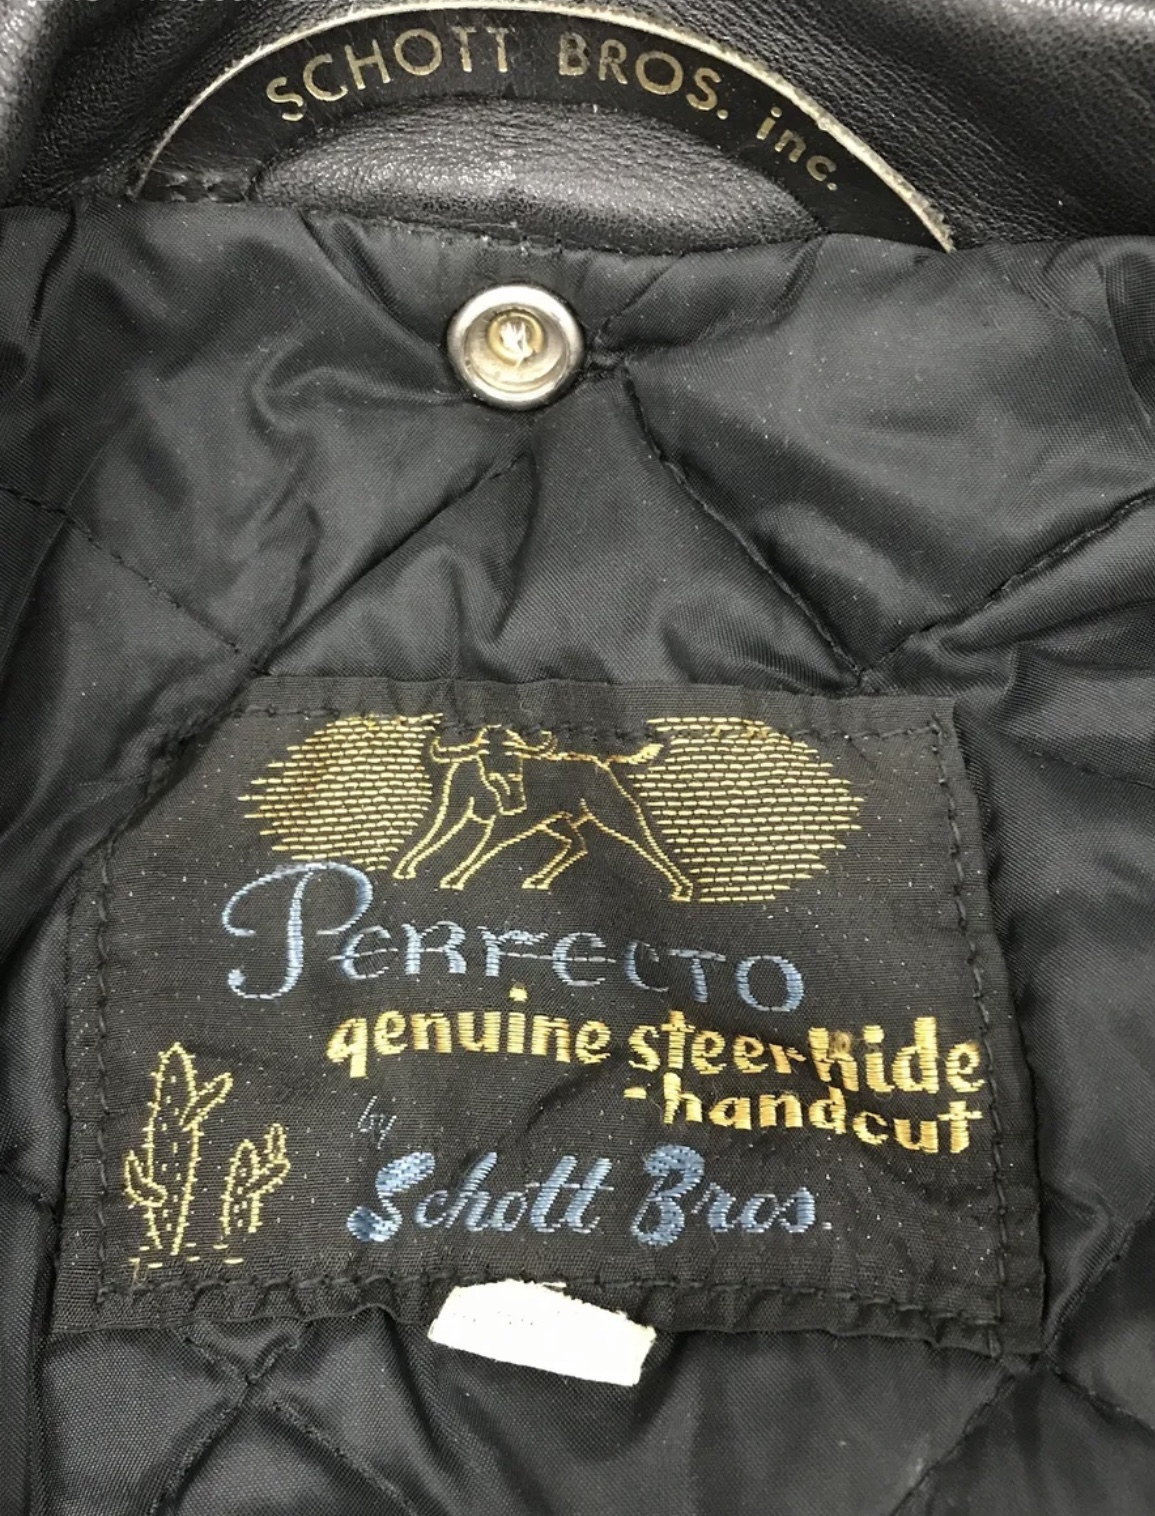 SCHOTT BROS. inc.
PERFECTO
genuine steerhide
-handcut
by
Schott Bros.